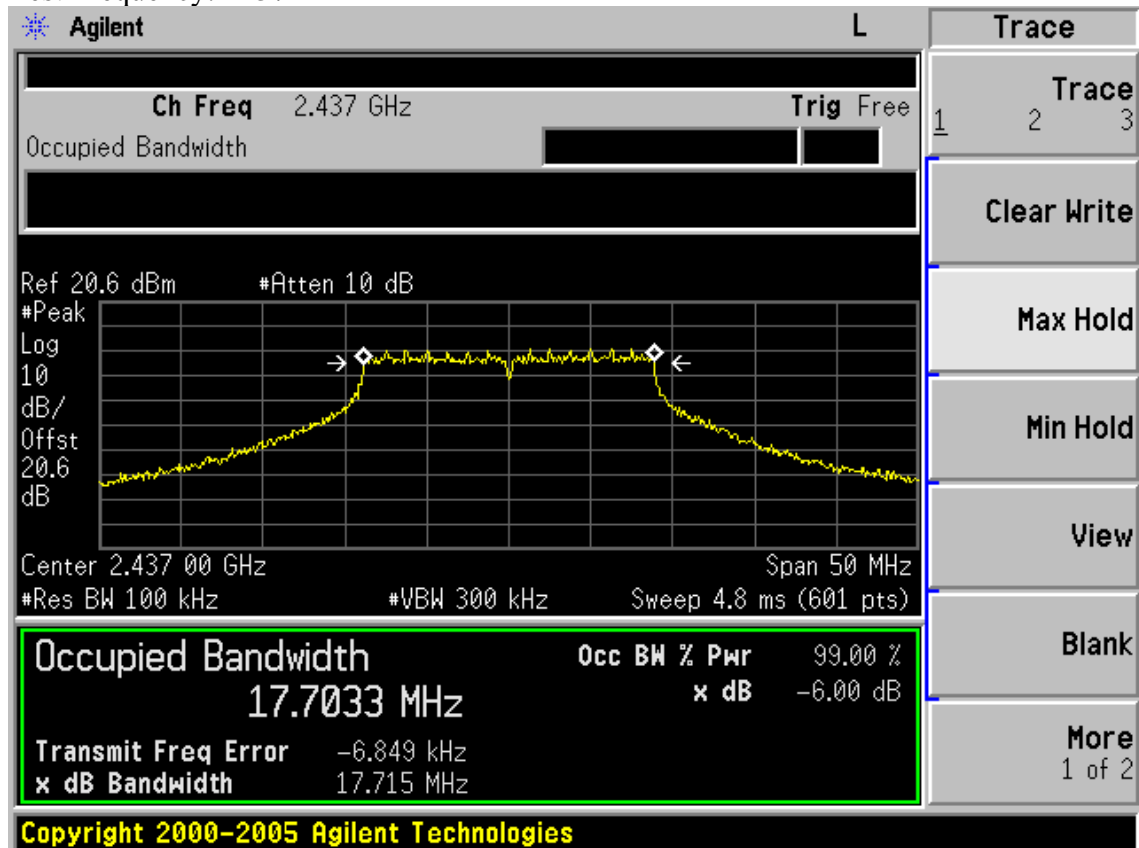 Agilent L Trace
Ch Freq 2.437 GHz Trig Free
Occupied Bandwidth
Trace
1 2 3
Clear Write
Max Hold
Min Hold
View
Blank
More
1 of 2
Ref 20.6 dBm #Atten 10 dB
#Peak
Log
10
dB/
Offst
20.6
dB
Center 2.437 00 GHz Span 50 MHz
#Res BW 100 kHz #VBW 300 kHz Sweep 4.8 ms (601 pts)
Occupied Bandwidth Occ BW % Pwr 99.00 %
17.7033 MHz x dB -6.00 dB
Transmit Freq Error -6.849 kHz
x dB Bandwidth 17.715 MHz
Copyright 2000-2005 Agilent Technologies